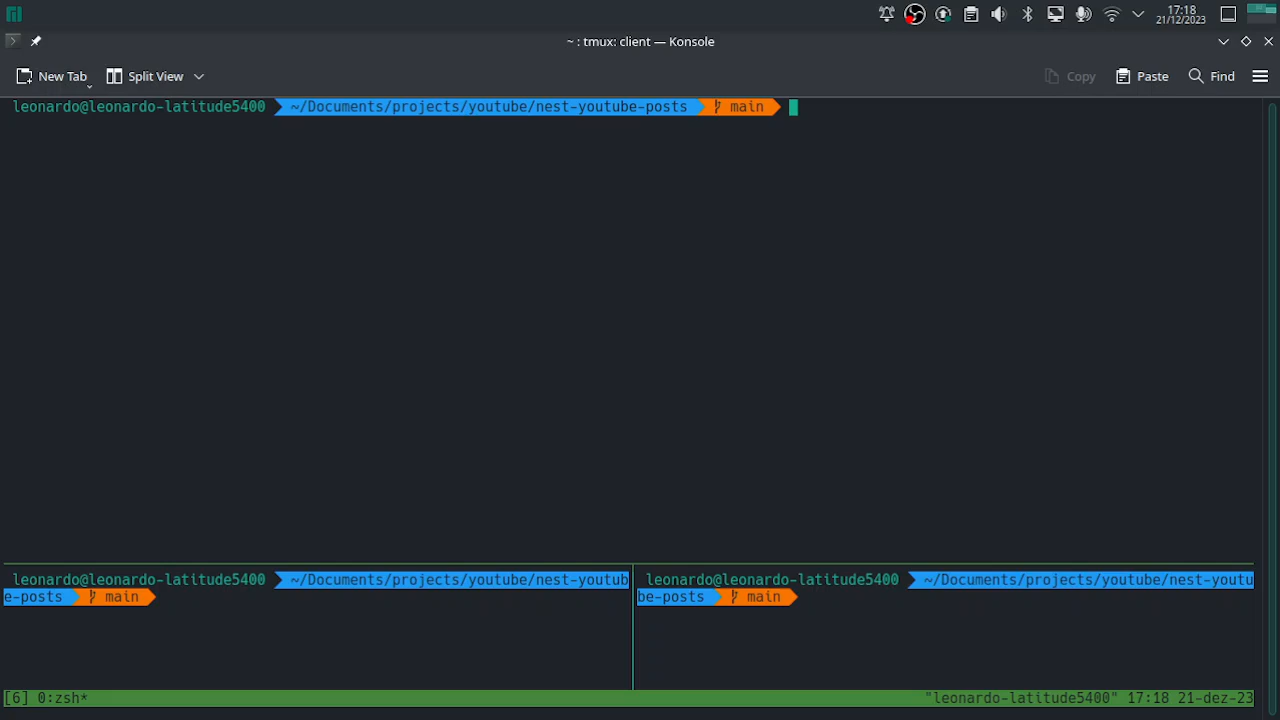 17:18
21/12/2023
~ : tmux: client — Konsole
New Tab
Split View
Copy
Paste
Find
leonardo@leonardo-latitude5400 ~/Documents/projects/youtube/nest-youtube-posts main
leonardo@leonardo-latitude5400 ~/Documents/projects/youtube/nest-youtub
e-posts main
leonardo@leonardo-latitude5400 ~/Documents/projects/youtube/nest-youtu
be-posts main
[6] 0:zsh* "leonardo-latitude5400" 17:18 21-dez-23